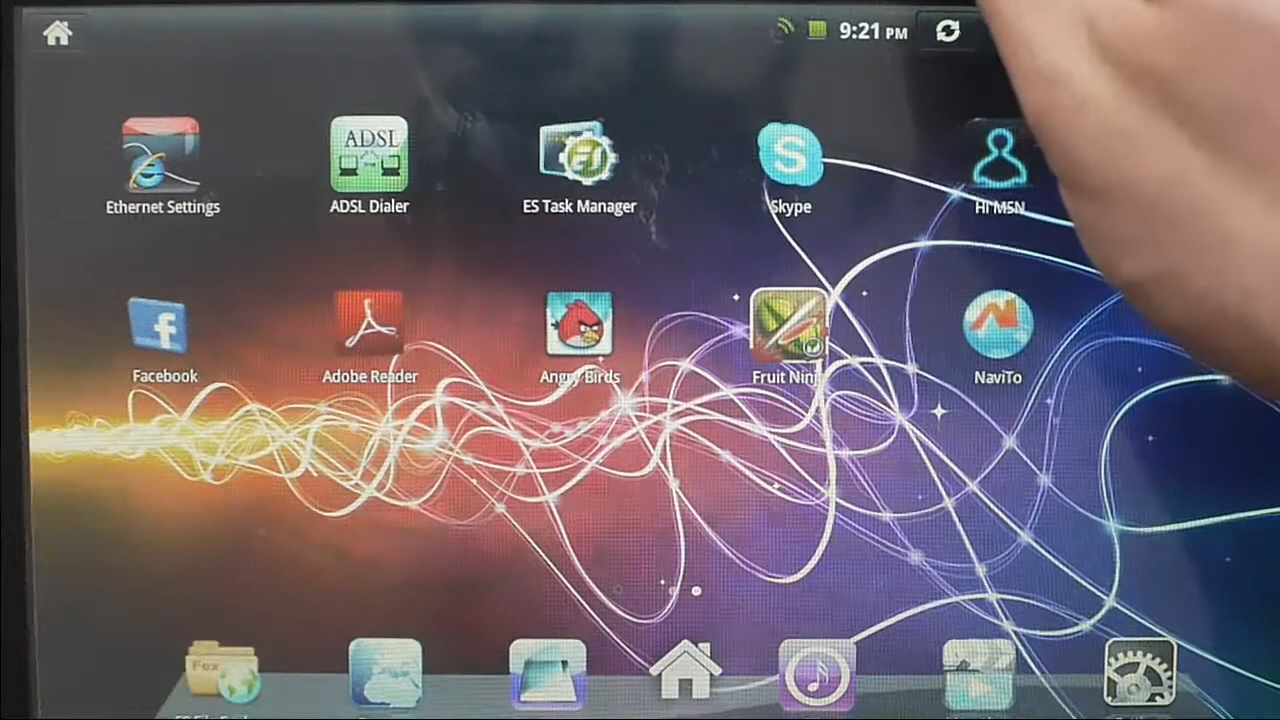 9:21 PM
ADSL
Ethernet Settings
ADSL Dialer
ES Task Manager
S
Skype
Hi MSN
f
Facebook
Adobe Reader
Angry Birds
NaviTo